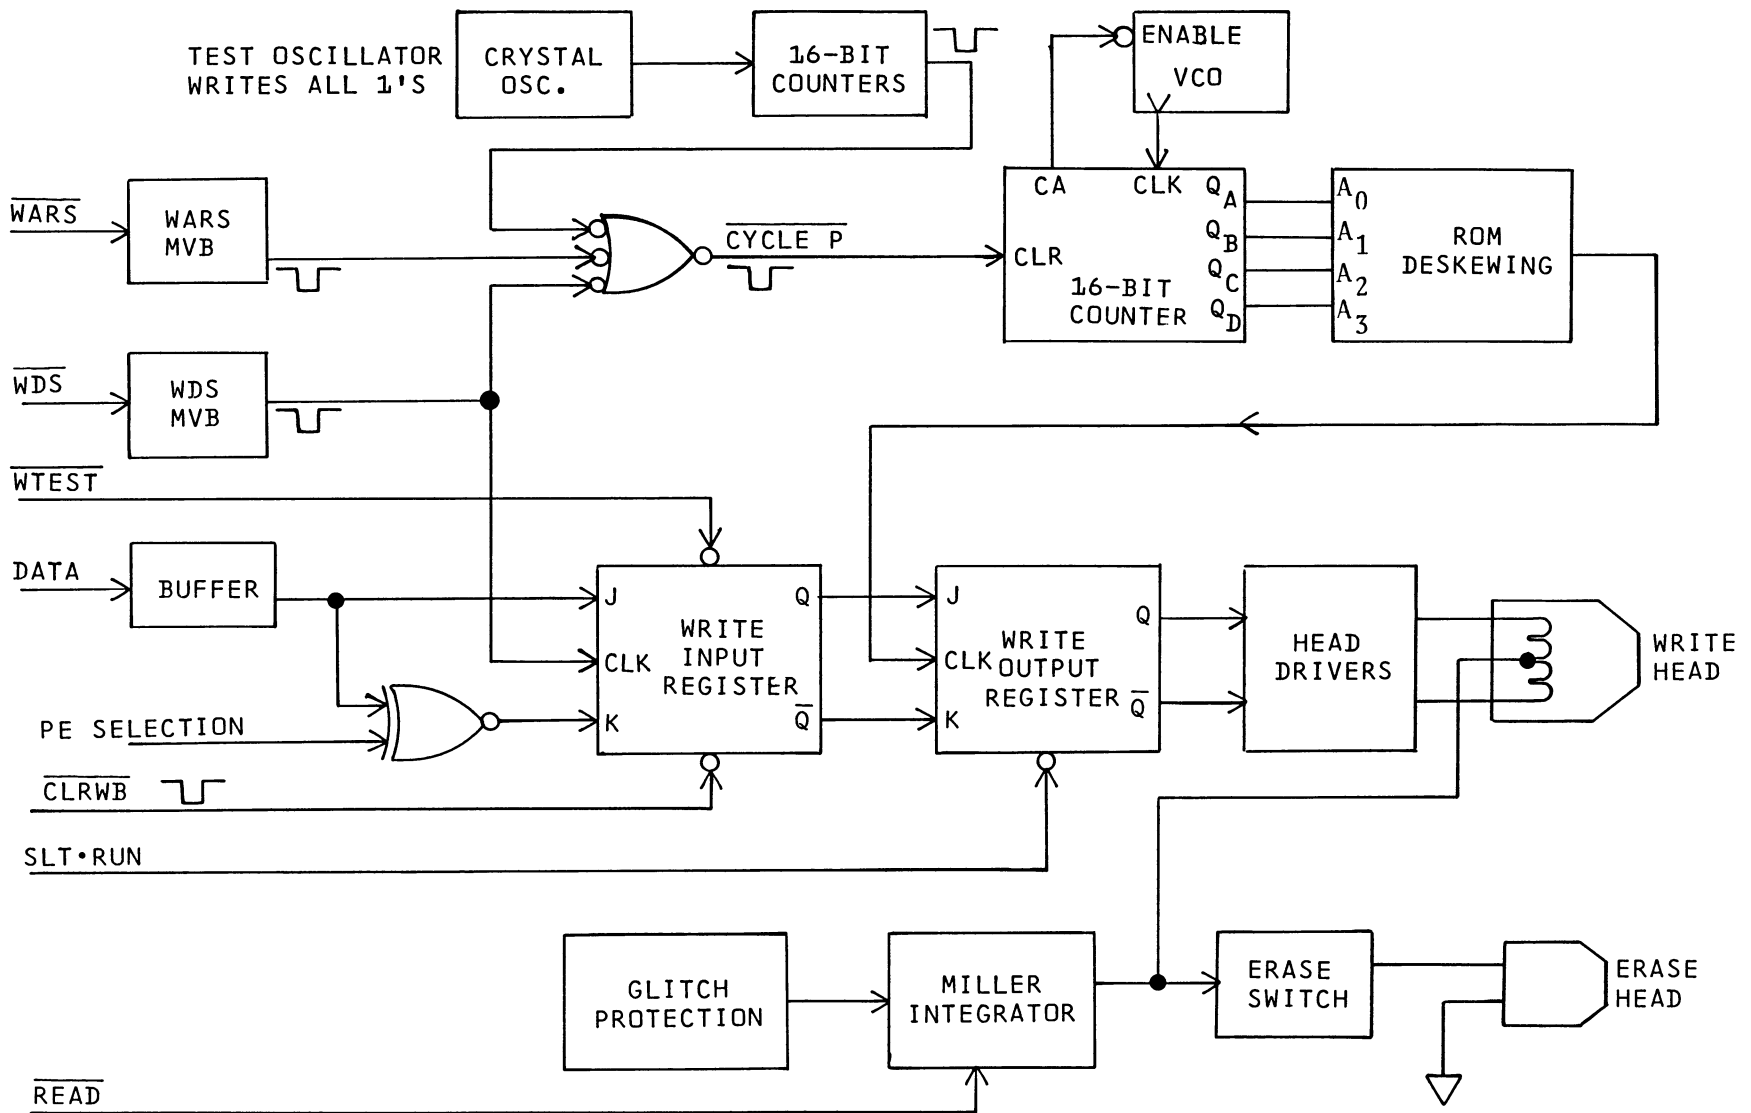 TEST OSCILLATOR
WRITES ALL 1'S
CRYSTAL
OSC.
16-BIT
COUNTERS
ENABLE
VCO
WARS
WARS
MVB
CYCLE P
CA
CLK
CLR
16-BIT
COUNTER
QA
QB
QC
QD
A0
A1
A2
A3
ROM
DESKEWING
WDS
WDS
MVB
WTEST
DATA
BUFFER
PE SELECTION
CLRWB
SLT•RUN
J
CLK
K
WRITE
INPUT
REGISTER
Q
Q̅
J
CLK
K
WRITE
OUTPUT
REGISTER
Q
Q̅
HEAD
DRIVERS
WRITE
HEAD
GLITCH
PROTECTION
MILLER
INTEGRATOR
ERASE
SWITCH
ERASE
HEAD
READ